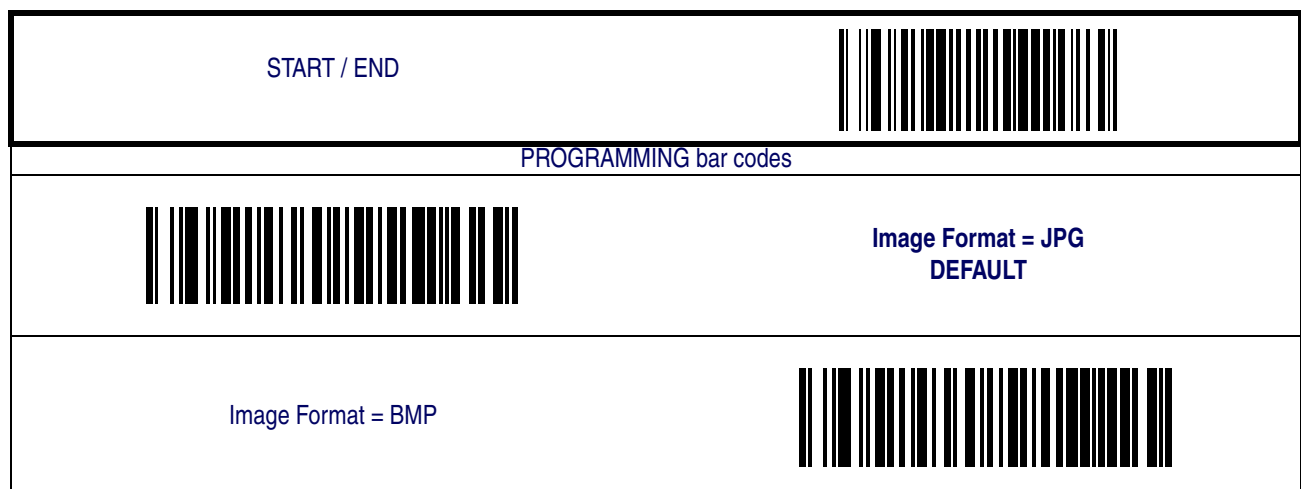 START / END
PROGRAMMING bar codes
Image Format = JPG
DEFAULT
Image Format = BMP